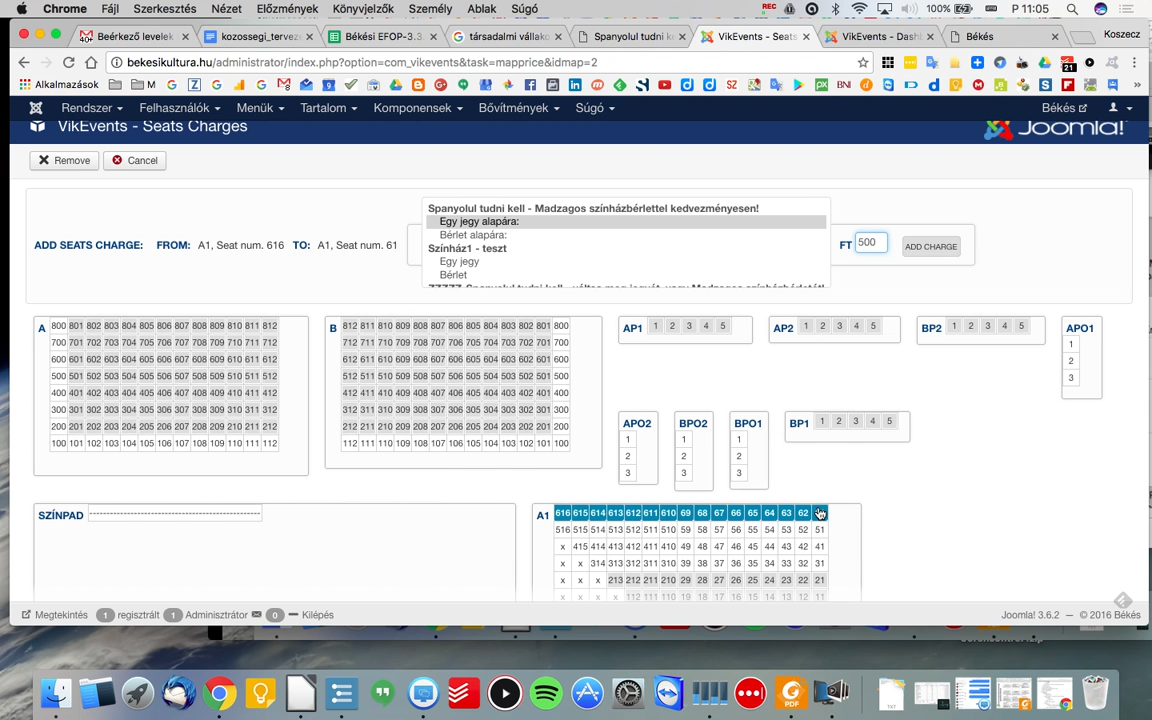 Chrome Fájl Szerkesztés Nézet Előzmények Könyvjelzők Személy Ablak Súgó REC 100% P 11:05
40+ Beérkező levelek kozossegi_tervez Békési EFOP-3.3. társadalmi vállako Spanyolul tudni k VikEvents - Seats VikEvents - Dash Békés Koszecz
bekesikultura.hu/administrator/index.php?option=com_vikevents&task=mapprice&idmap=2
Alkalmazások M SZ PX BNI 21
Rendszer Felhasználók Menük Tartalom Komponensek Bővítmények Súgó Békés
VikEvents - Seats Charges Joomla!
Remove Cancel
Spanyolul tudni kell - Madzagos színházbérlettel kedvezményesen!
Egy jegy alapára:
Bérlet alapára:
ADD SEATS CHARGE: FROM: A1, Seat num. 616 TO: A1, Seat num. 61 FT 500 ADD CHARGE
Színház1 - teszt
Egy jegy
Bérlet
A 800 801 802 803 804 805 806 807 808 809 810 811 812
700 701 702 703 704 705 706 707 708 709 710 711 712
600 601 602 603 604 605 606 607 608 609 610 611 612
500 501 502 503 504 505 506 507 508 509 510 511 512
400 401 402 403 404 405 406 407 408 409 410 411 412
300 301 302 303 304 305 306 307 308 309 310 311 312
200 201 202 203 204 205 206 207 208 209 210 211 212
100 101 102 103 104 105 106 107 108 109 110 111 112
B 812 811 810 809 808 807 806 805 804 803 802 801 800
712 711 710 709 708 707 706 705 704 703 702 701 700
612 611 610 609 608 607 606 605 604 603 602 601 600
512 511 510 509 508 507 506 505 504 503 502 501 500
412 411 410 409 408 407 406 405 404 403 402 401 400
312 311 310 309 308 307 306 305 304 303 302 301 300
212 211 210 209 208 207 206 205 204 203 202 201 200
112 111 110 109 108 107 106 105 104 103 102 101 100
AP1 1 2 3 4 5
AP2 1 2 3 4 5
BP2 1 2 3 4 5
APO1
1
2
3
APO2
1
2
3
BPO2
1
2
3
BPO1
1
2
3
BP1 1 2 3 4 5
SZÍNPAD
A1 616 615 614 613 612 611 610 69 68 67 66 65 64 63 62
516 515 514 513 512 511 510 59 58 57 56 55 54 53 52 51
x 415 414 413 412 411 410 49 48 47 46 45 44 43 42 41
x x 314 313 312 311 310 39 38 37 36 35 34 33 32 31
x x x 213 212 211 210 29 28 27 26 25 24 23 22 21
x x x x 112 111 110 19 18 17 16 15 14 13 12 11
Megtekintés 1 regisztrált 1 Adminisztrátor 0 Kilépés Joomla! 3.6.2 — © 2016 Békés
TXT PDF